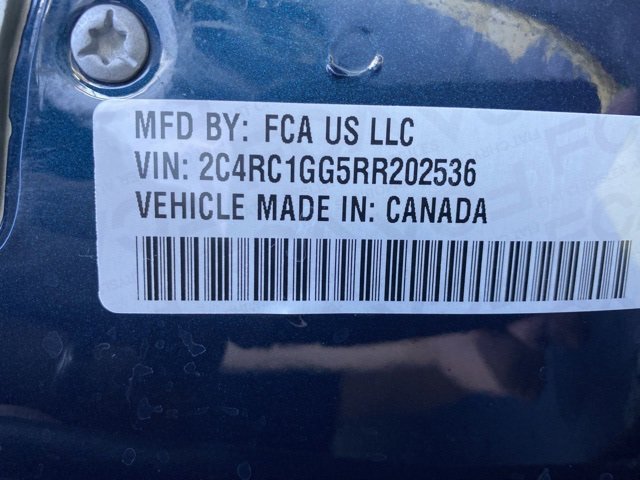 MFD BY: FCA US LLC
VIN: 2C4RC1GG5RR202536
VEHICLE MADE IN: CANADA